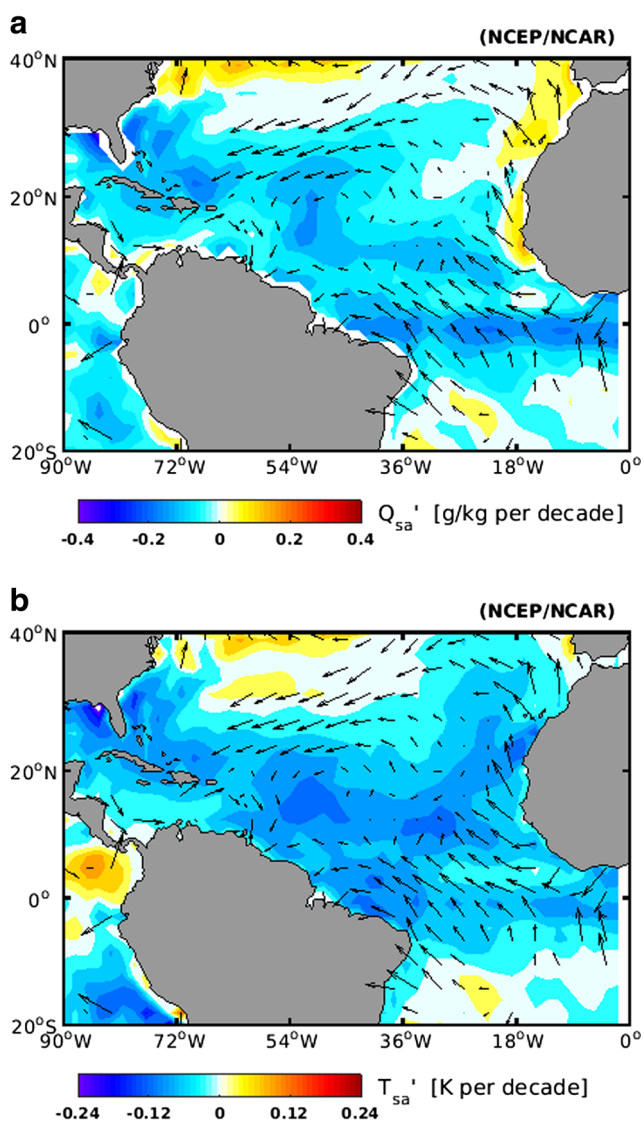 a
(NCEP/NCAR)
40°N
20°N
0°
20°S
90°W 72°W 54°W 36°W 18°W 0°
-0.4 -0.2 0 0.2 0.4
Qsa' [g/kg per decade]
b
(NCEP/NCAR)
40°N
20°N
0°
20°S
90°W 72°W 54°W 36°W 18°W 0°
-0.24 -0.12 0 0.12 0.24
Tsa' [K per decade]